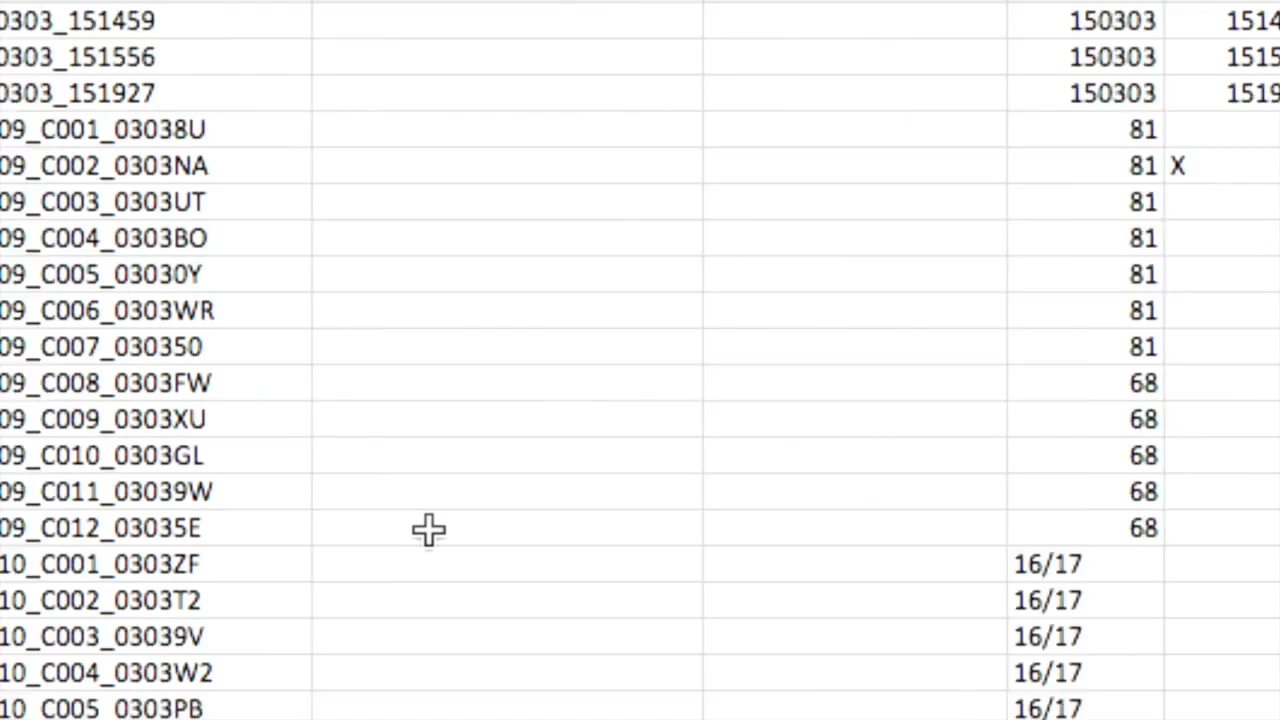 0303_151459 150303 1514
0303_151556 150303 1515
0303_151927 150303 1519
09_C001_03038U 81
09_C002_0303NA 81 X
09_C003_0303UT 81
09_C004_0303BO 81
09_C005_03030Y 81
09_C006_0303WR 81
09_C007_030350 81
09_C008_0303FW 68
09_C009_0303XU 68
09_C010_0303GL 68
09_C011_03039W 68
09_C012_03035E 68
10_C001_0303ZF 16/17
10_C002_0303T2 16/17
10_C003_03039V 16/17
10_C004_0303W2 16/17
10_C005_0303PB 16/17